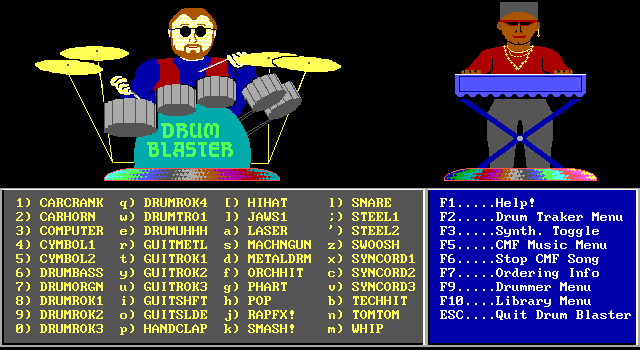 DRUM
BLASTER
1) CARCRANK q) DRUMROK4 [) HIHAT l) SNARE
2) CARHORN w) DRUMTRO1 ]) JAWS1 ;) STEEL1
3) COMPUTER e) DRUMUHHH a) LASER ') STEEL2
4) CYMBOL1 r) GUITMETL s) MACHNGUN z) SWOOSH
5) CYMBOL2 t) GUITROK1 d) METALDRM x) SYNCORD1
6) DRUMBASS y) GUITROK2 f) ORCHHIT c) SYNCORD2
7) DRUMORGN u) GUITROK3 g) PHART v) SYNCORD3
8) DRUMROK1 i) GUITSHFT h) POP b) TECHHIT
9) DRUMROK2 o) GUITSLDE j) RAPFX! n) TOMTOM
0) DRUMROK3 p) HANDCLAP k) SMASH! m) WHIP
F1.....Help!
F2.....Drum Traker Menu
F3.....Synth. Toggle
F5.....CMF Music Menu
F6.....Stop CMF Song
F7.....Ordering Info
F9.....Drummer Menu
F10....Library Menu
ESC....Quit Drum Blaster